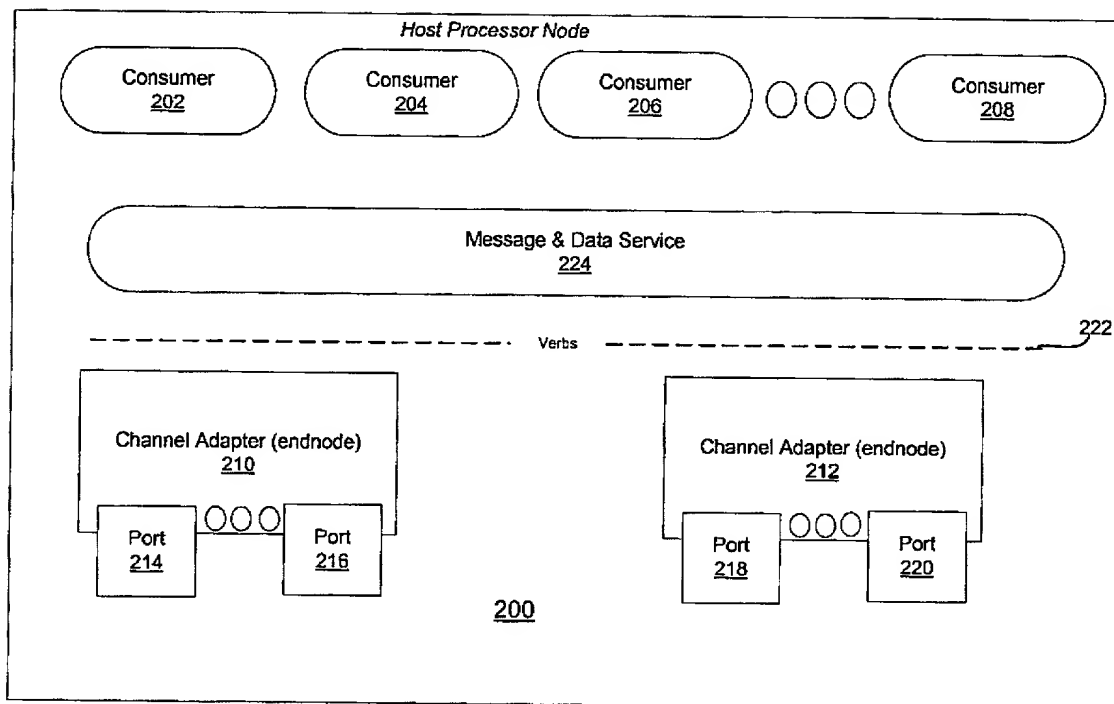 Host Processor Node
Consumer
202
Consumer
204
Consumer
206
Consumer
208
Message & Data Service
224
222
Verbs
Channel Adapter (endnode)
210
Channel Adapter (endnode)
212
Port
214
Port
216
Port
218
Port
220
200